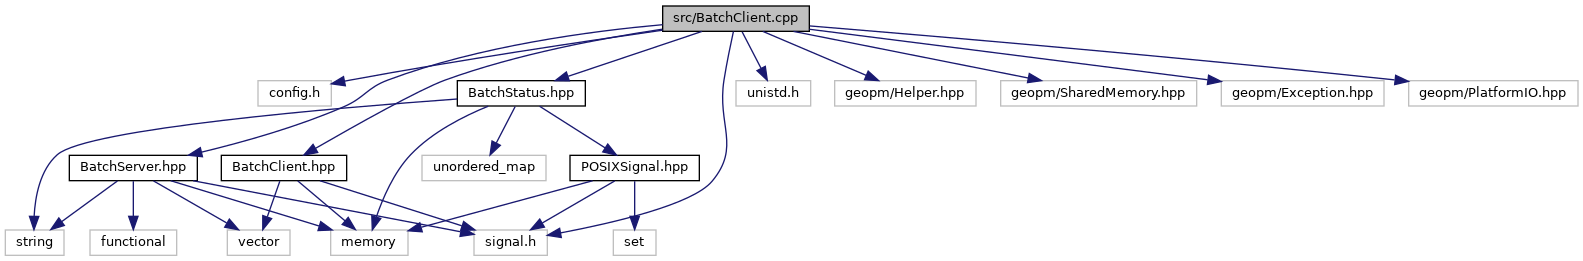 src/BatchClient.cpp
config.h
BatchStatus.hpp
unistd.h
geopm/Helper.hpp
geopm/SharedMemory.hpp
geopm/Exception.hpp
geopm/PlatformIO.hpp
BatchServer.hpp
BatchClient.hpp
unordered_map
POSIXSignal.hpp
string
functional
vector
memory
signal.h
set